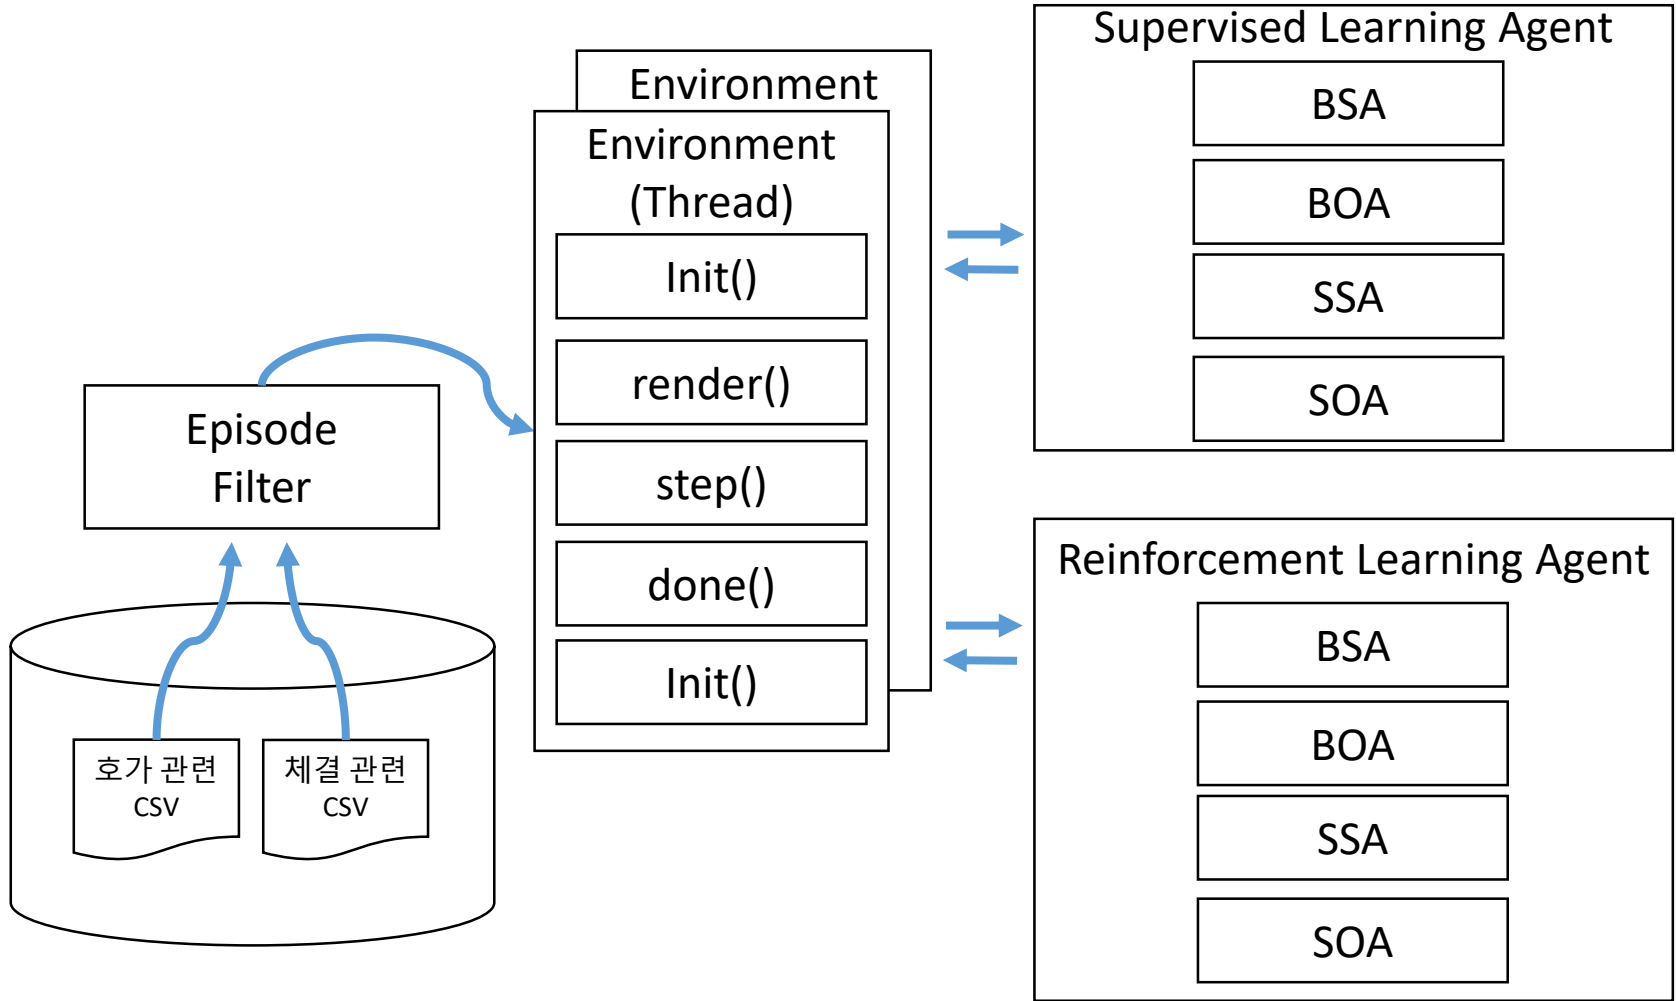 Episode
Filter
호가 관련
CSV
체결 관련
CSV
Environment
Environment
(Thread)
Init()
render()
step()
done()
Init()
Supervised Learning Agent
BSA
BOA
SSA
SOA
Reinforcement Learning Agent
BSA
BOA
SSA
SOA